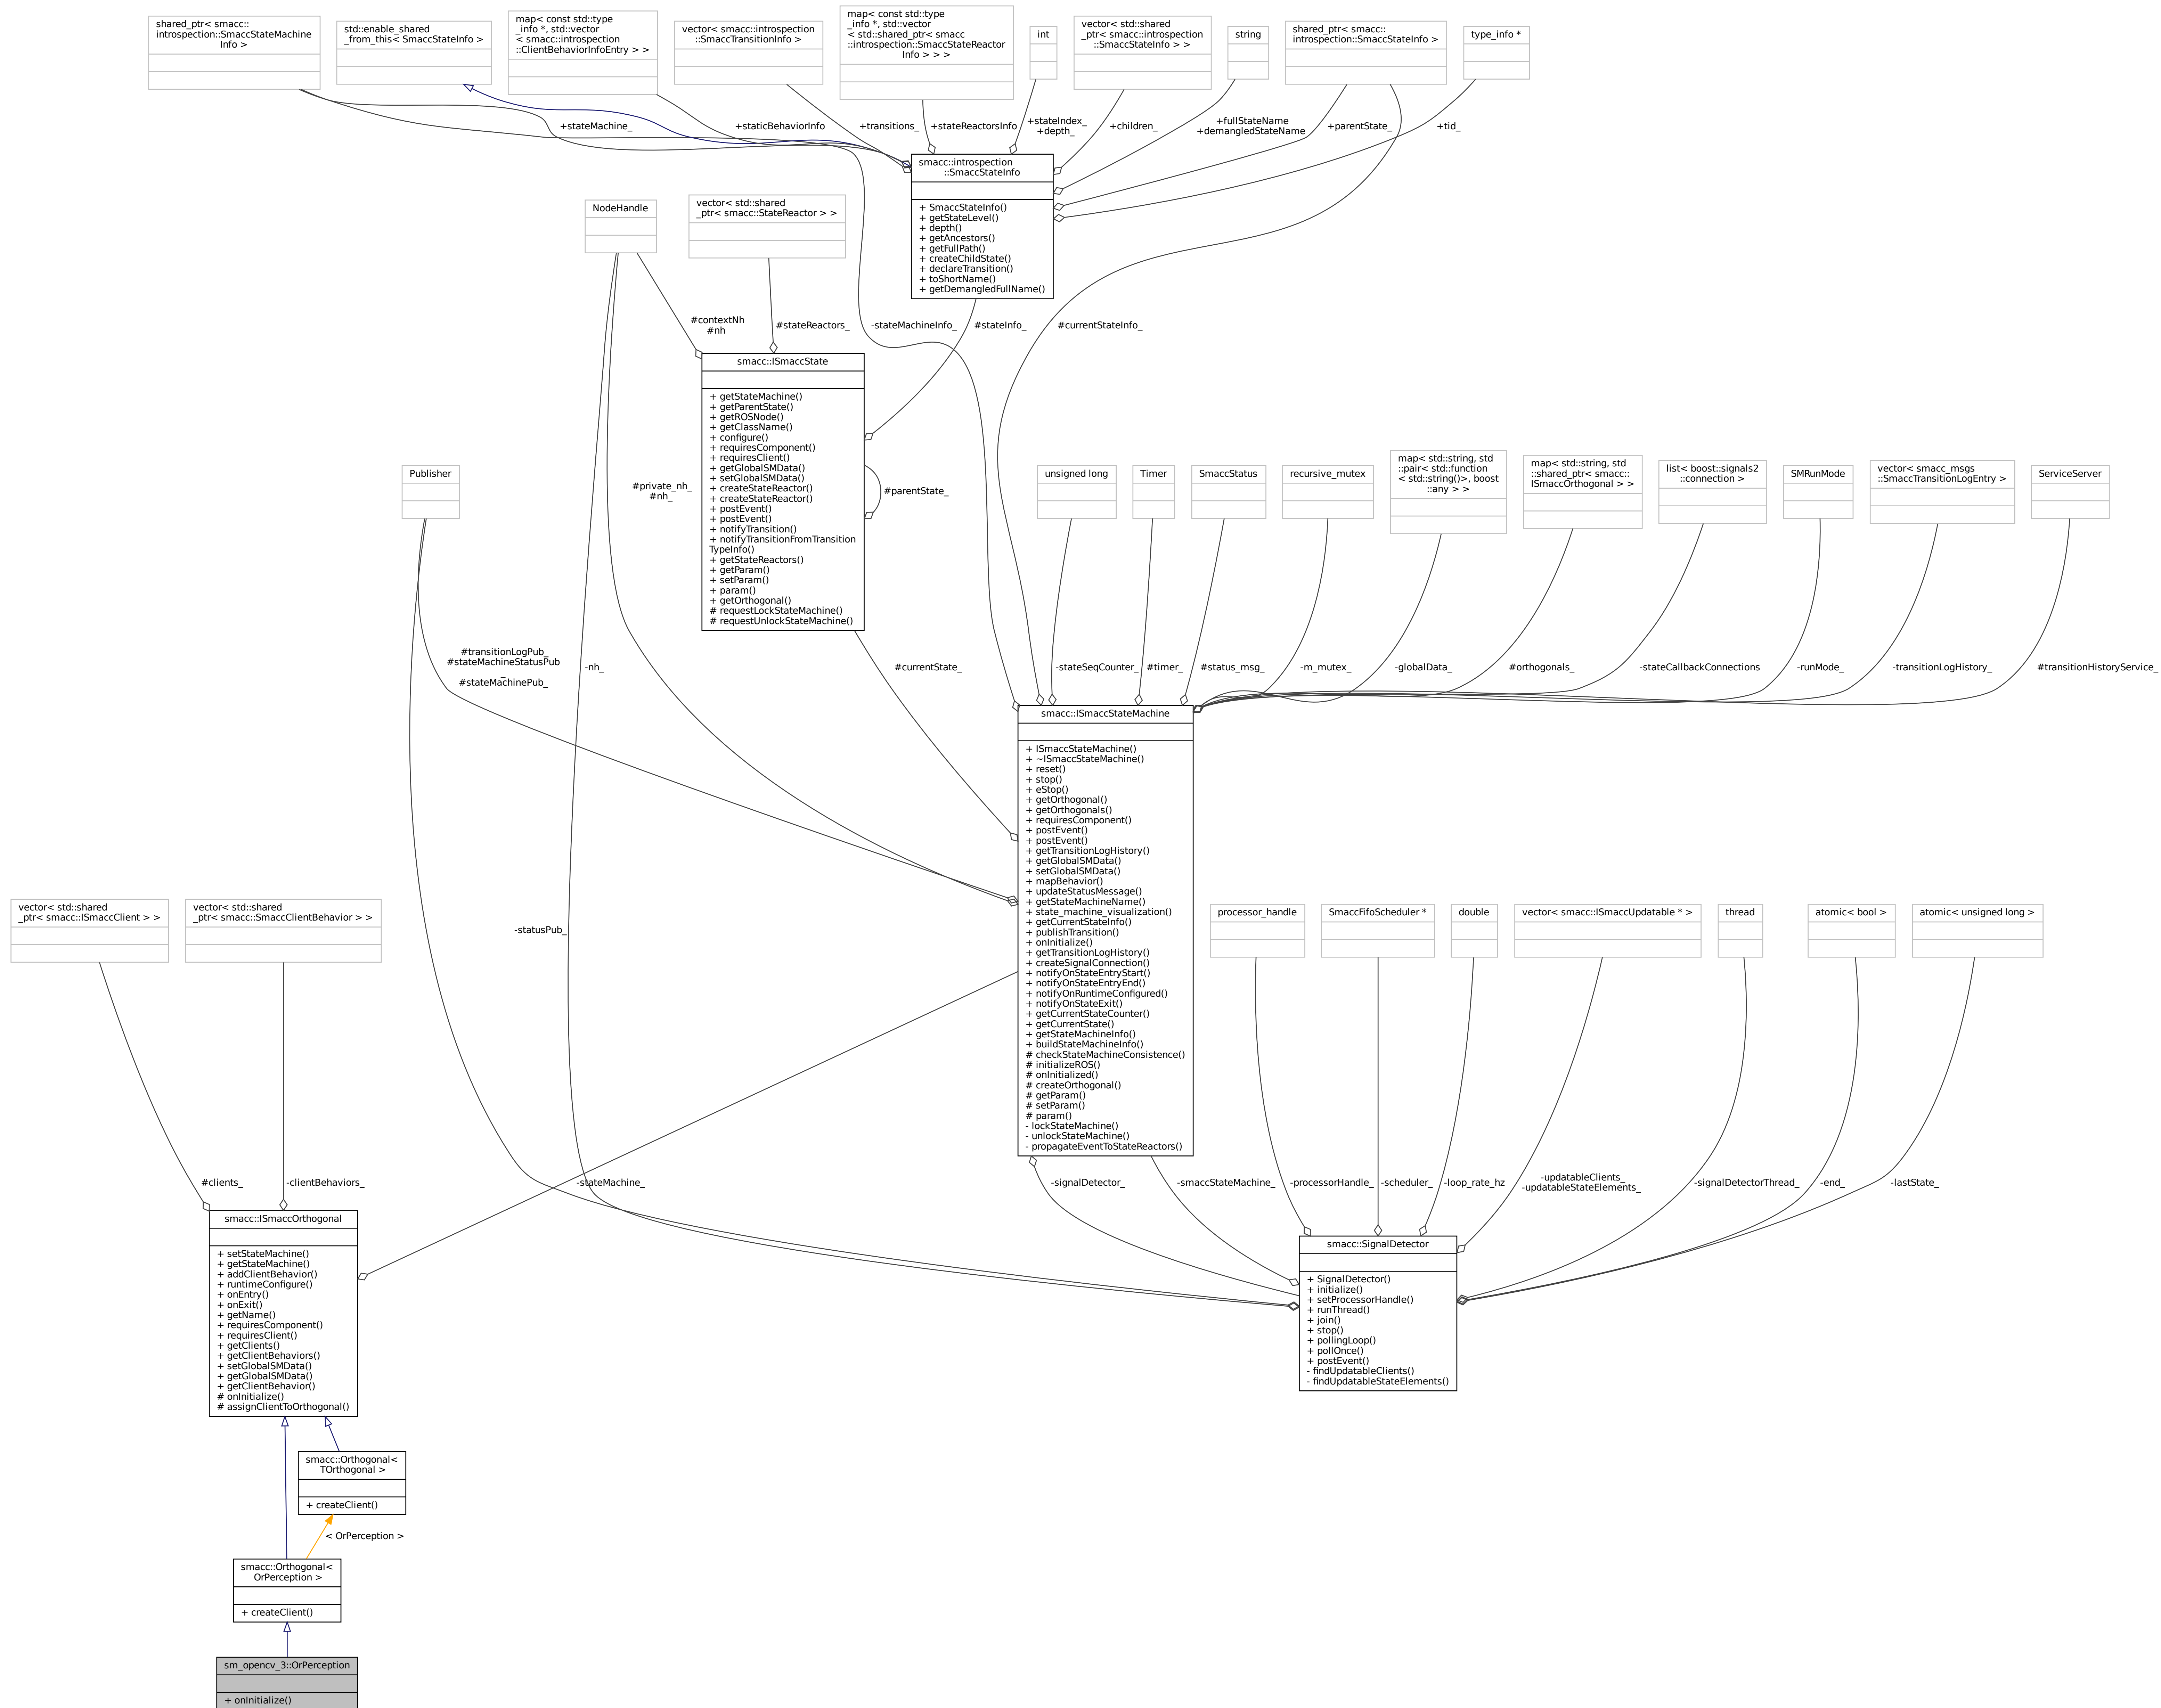 shared_ptr< smacc::
introspection::SmaccStateMachine
Info >
std::enable_shared
_from_this< SmaccStateInfo >
map< const std::type
_info *, std::vector
< smacc::introspection
::ClientBehaviorInfoEntry > >
vector< smacc::introspection
::SmaccTransitionInfo >
map< const std::type
_info *, std::vector
< std::shared_ptr< smacc
::introspection::SmaccStateReactor
Info > > >
int
vector< std::shared
_ptr< smacc::introspection
::SmaccStateInfo > >
string
shared_ptr< smacc::
introspection::SmaccStateInfo >
type_info *
+stateMachine_
+staticBehaviorInfo
+transitions_
+stateReactorsInfo
+stateIndex_
+depth_
+children_
+fullStateName
+demangledStateName
+parentState_
+tid_
smacc::introspection
::SmaccStateInfo
+ SmaccStateInfo()
+ getStateLevel()
+ depth()
+ getAncestors()
+ getFullPath()
+ createChildState()
+ declareTransition()
+ toShortName()
+ getDemangledFullName()
NodeHandle
vector< std::shared
_ptr< smacc::StateReactor > >
#contextNh
#nh
#stateReactors_
-stateMachineInfo_
#stateInfo_
#currentStateInfo_
smacc::ISmaccState
+ getStateMachine()
+ getParentState()
+ getROSNode()
+ getClassName()
+ configure()
+ requiresComponent()
+ requiresClient()
+ getGlobalSMData()
+ setGlobalSMData()
+ createStateReactor()
+ createStateReactor()
+ postEvent()
+ postEvent()
+ notifyTransition()
+ notifyTransitionFromTransition
TypeInfo()
+ getStateReactors()
+ getParam()
+ setParam()
+ param()
+ getOrthogonal()
# requestLockStateMachine()
# requestUnlockStateMachine()
#parentState_
#private_nh_
#nh_
Publisher
unsigned long
Timer
SmaccStatus
recursive_mutex
map< std::string, std
::pair< std::function
< std::string()>, boost
::any > >
map< std::string, std
::shared_ptr< smacc::
ISmaccOrthogonal > >
list< boost::signals2
::connection >
SMRunMode
vector< smacc_msgs
::SmaccTransitionLogEntry >
ServiceServer
#transitionLogPub_
#stateMachineStatusPub
_
#stateMachinePub_
-nh_
#currentState_
-stateSeqCounter_
#timer_
#status_msg_
-m_mutex_
-globalData_
#orthogonals_
-stateCallbackConnections
-runMode_
-transitionLogHistory_
#transitionHistoryService_
smacc::ISmaccStateMachine
+ ISmaccStateMachine()
+ ~ISmaccStateMachine()
+ reset()
+ stop()
+ eStop()
+ getOrthogonal()
+ getOrthogonals()
+ requiresComponent()
+ postEvent()
+ postEvent()
+ getTransitionLogHistory()
+ getGlobalSMData()
+ setGlobalSMData()
+ mapBehavior()
+ updateStatusMessage()
+ getStateMachineName()
+ state_machine_visualization()
+ getCurrentStateInfo()
+ publishTransition()
+ onInitialize()
+ getTransitionLogHistory()
+ createSignalConnection()
+ notifyOnStateEntryStart()
+ notifyOnStateEntryEnd()
+ notifyOnRuntimeConfigured()
+ notifyOnStateExit()
+ getCurrentStateCounter()
+ getCurrentState()
+ getStateMachineInfo()
+ buildStateMachineInfo()
# checkStateMachineConsistence()
# initializeROS()
# onInitialized()
# createOrthogonal()
# getParam()
# setParam()
# param()
- lockStateMachine()
- unlockStateMachine()
- propagateEventToStateReactors()
vector< std::shared
_ptr< smacc::ISmaccClient > >
vector< std::shared
_ptr< smacc::SmaccClientBehavior > >
-statusPub_
processor_handle
SmaccFifoScheduler *
double
vector< smacc::ISmaccUpdatable * >
thread
atomic< bool >
atomic< unsigned long >
#clients_
-clientBehaviors_
-stateMachine_
-signalDetector_
-smaccStateMachine_
-processorHandle_
-scheduler_
-loop_rate_hz
-updatableClients_
-updatableStateElements_
-signalDetectorThread_
-end_
-lastState_
smacc::ISmaccOrthogonal
+ setStateMachine()
+ getStateMachine()
+ addClientBehavior()
+ runtimeConfigure()
+ onEntry()
+ onExit()
+ getName()
+ requiresComponent()
+ requiresClient()
+ getClients()
+ getClientBehaviors()
+ setGlobalSMData()
+ getGlobalSMData()
+ getClientBehavior()
# onInitialize()
# assignClientToOrthogonal()
smacc::SignalDetector
+ SignalDetector()
+ initialize()
+ setProcessorHandle()
+ runThread()
+ join()
+ stop()
+ pollingLoop()
+ pollOnce()
+ postEvent()
- findUpdatableClients()
- findUpdatableStateElements()
smacc::Orthogonal<
TOrthogonal >
+ createClient()
< OrPerception >
smacc::Orthogonal<
OrPerception >
+ createClient()
sm_opencv_3::OrPerception
+ onInitialize()